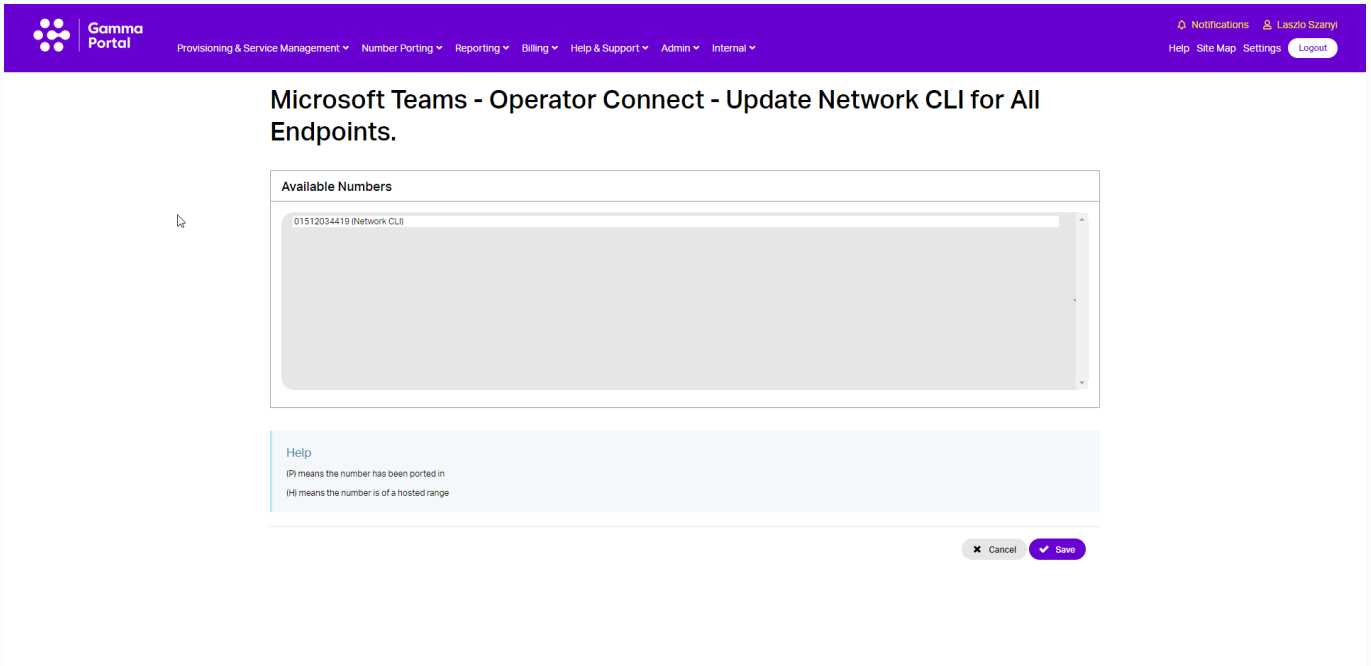 Gamma
Portal
Provisioning & Service Management Number Porting Reporting Billing Help & Support Admin Internal
Notifications Laszlo Szanyi
Help Site Map Settings Logout
Microsoft Teams - Operator Connect - Update Network CLI for All
Endpoints.
Available Numbers
01512034419 (Network CLI)
Help
(P) means the number has been ported in
(H) means the number is of a hosted range
Cancel Save